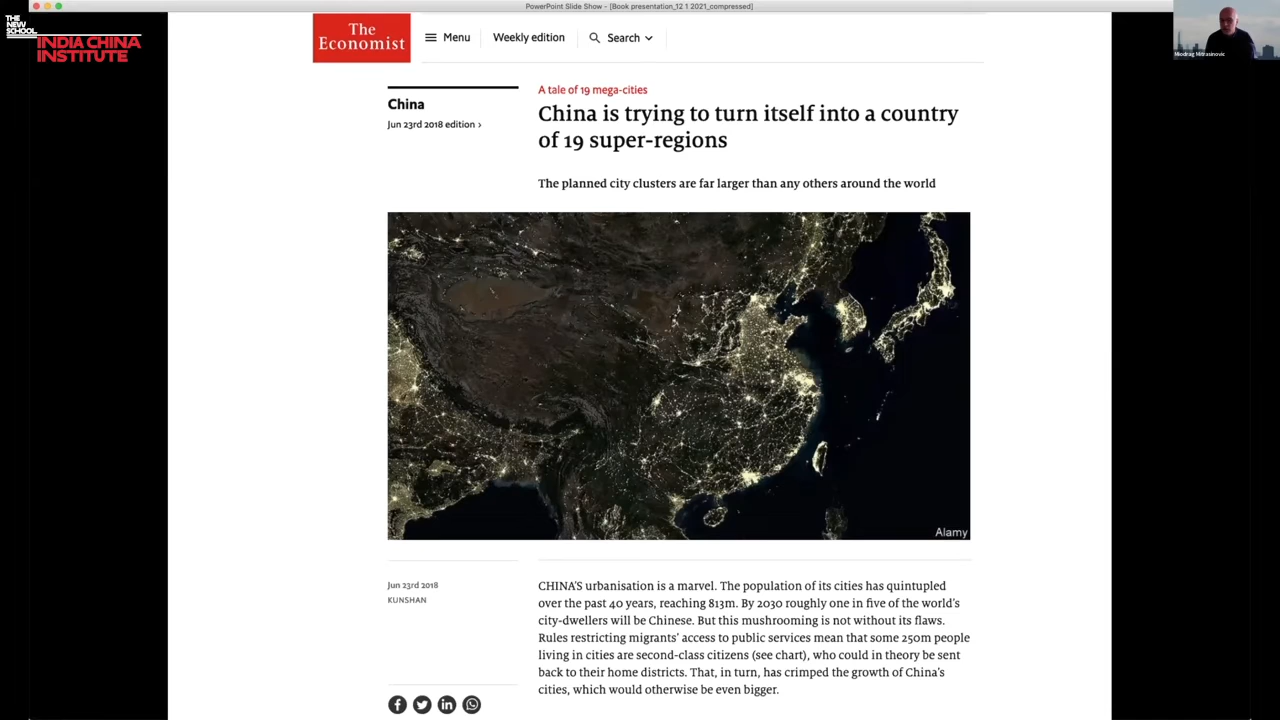 PowerPoint Slide Show - [Book presentation_12 1 2021_compressed]
THE
NEW
SCHOOL
INDIA CHINA
INSTITUTE
The
Economist
Menu
Weekly edition
Search
Miodrag Mitrasinovic
China
Jun 23rd 2018 edition >
A tale of 19 mega-cities
China is trying to turn itself into a country
of 19 super-regions
The planned city clusters are far larger than any others around the world
Alamy
Jun 23rd 2018
KUNSHAN
CHINA'S urbanisation is a marvel. The population of its cities has quintupled
over the past 40 years, reaching 813m. By 2030 roughly one in five of the world's
city-dwellers will be Chinese. But this mushrooming is not without its flaws.
Rules restricting migrants' access to public services mean that some 250m people
living in cities are second-class citizens (see chart), who could in theory be sent
back to their home districts. That, in turn, has crimped the growth of China's
cities, which would otherwise be even bigger.